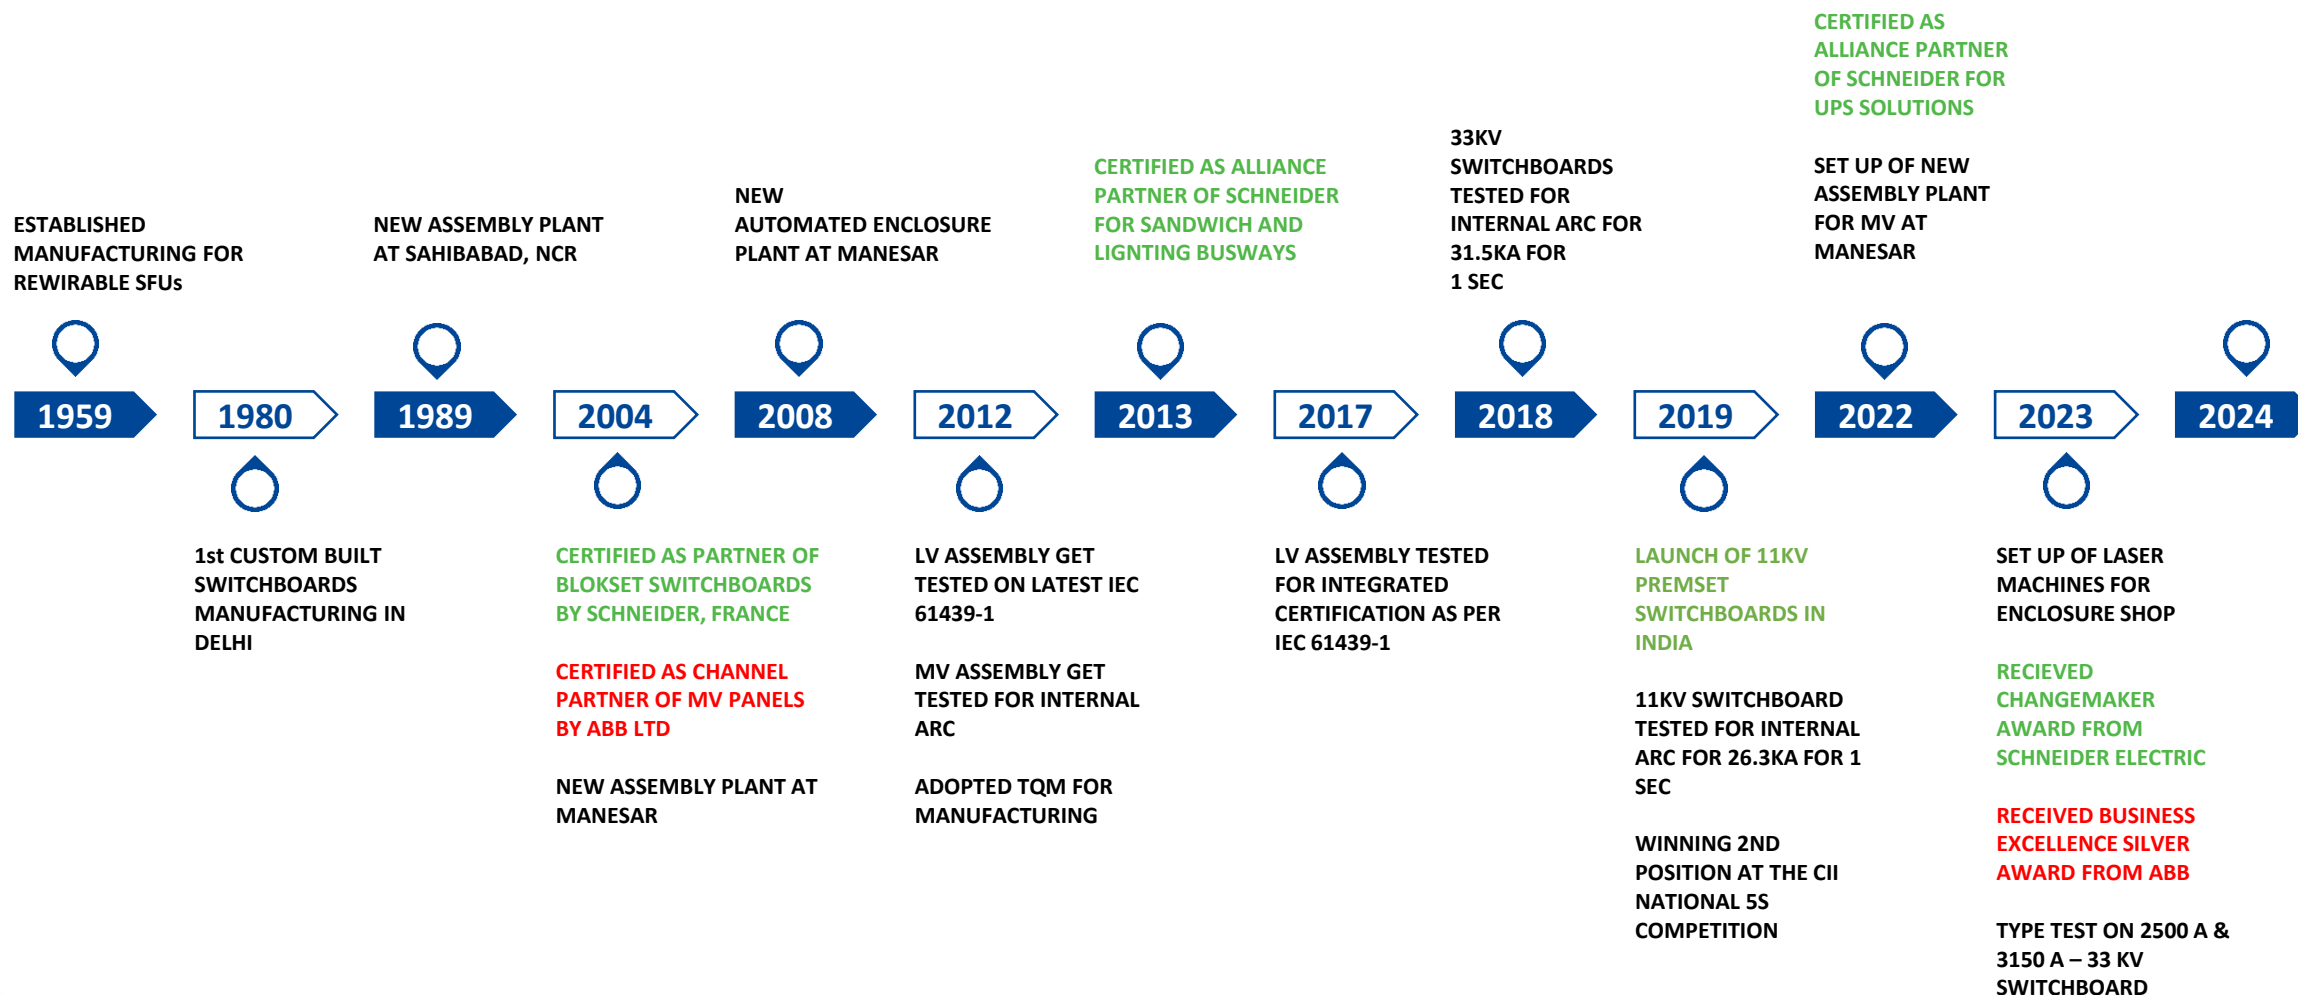 CERTIFIED AS
ALLIANCE PARTNER
OF SCHNEIDER FOR
UPS SOLUTIONS
SET UP OF NEW
ASSEMBLY PLANT
FOR MV AT
MANESAR
33KV
SWITCHBOARDS
TESTED FOR
INTERNAL ARC FOR
31.5KA FOR
1 SEC
CERTIFIED AS ALLIANCE
PARTNER OF SCHNEIDER
FOR SANDWICH AND
LIGNTING BUSWAYS
NEW
AUTOMATED ENCLOSURE
PLANT AT MANESAR
NEW ASSEMBLY PLANT
AT SAHIBABAD, NCR
ESTABLISHED
MANUFACTURING FOR
REWIRABLE SFUs
1959
1980
1989
2004
2008
2012
2013
2017
2018
2019
2022
2023
2024
1st CUSTOM BUILT
SWITCHBOARDS
MANUFACTURING IN
DELHI
CERTIFIED AS PARTNER OF
BLOKSET SWITCHBOARDS
BY SCHNEIDER, FRANCE
CERTIFIED AS CHANNEL
PARTNER OF MV PANELS
BY ABB LTD
NEW ASSEMBLY PLANT AT
MANESAR
LV ASSEMBLY GET
TESTED ON LATEST IEC
61439-1
MV ASSEMBLY GET
TESTED FOR INTERNAL
ARC
ADOPTED TQM FOR
MANUFACTURING
LV ASSEMBLY TESTED
FOR INTEGRATED
CERTIFICATION AS PER
IEC 61439-1
LAUNCH OF 11KV
PREMSET
SWITCHBOARDS IN
INDIA
11KV SWITCHBOARD
TESTED FOR INTERNAL
ARC FOR 26.3KA FOR 1
SEC
WINNING 2ND
POSITION AT THE CII
NATIONAL 5S
COMPETITION
SET UP OF LASER
MACHINES FOR
ENCLOSURE SHOP
RECIEVED
CHANGEMAKER
AWARD FROM
SCHNEIDER ELECTRIC
RECEIVED BUSINESS
EXCELLENCE SILVER
AWARD FROM ABB
TYPE TEST ON 2500 A &
3150 A – 33 KV
SWITCHBOARD